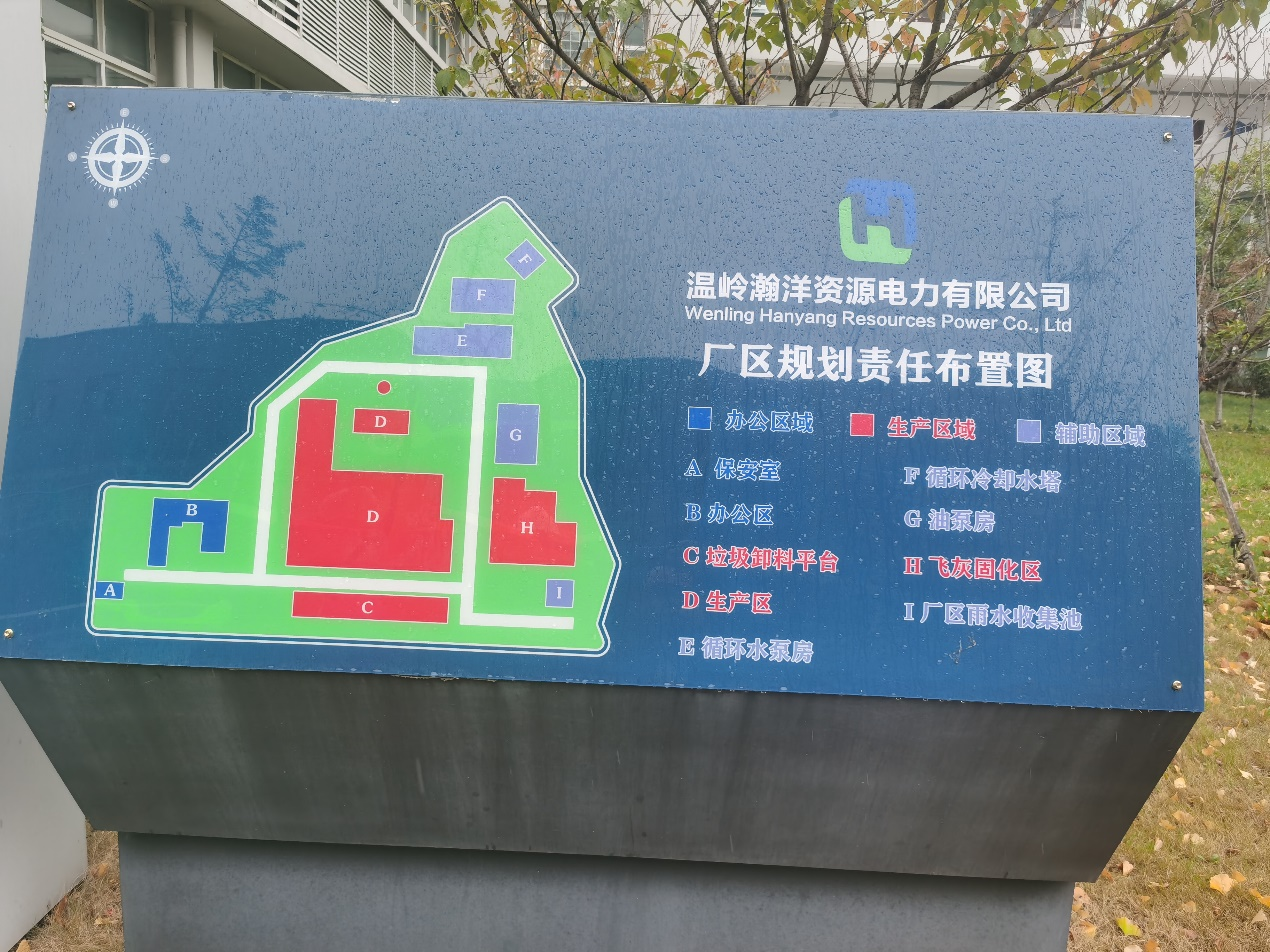 温岭瀚洋资源电力有限公司
Wenling Hanyang Resources Power Co., Ltd
厂区规划责任布置图
办公区域 生产区域 辅助区域
A 保安室
B 办公区
C 垃圾卸料平台
D 生产区
E 循环水泵房
F 循环冷却水塔
G 油泵房
H 飞灰固化区
I 厂区雨水收集池
F
F
E
D
G
D
H
B
A
I
C